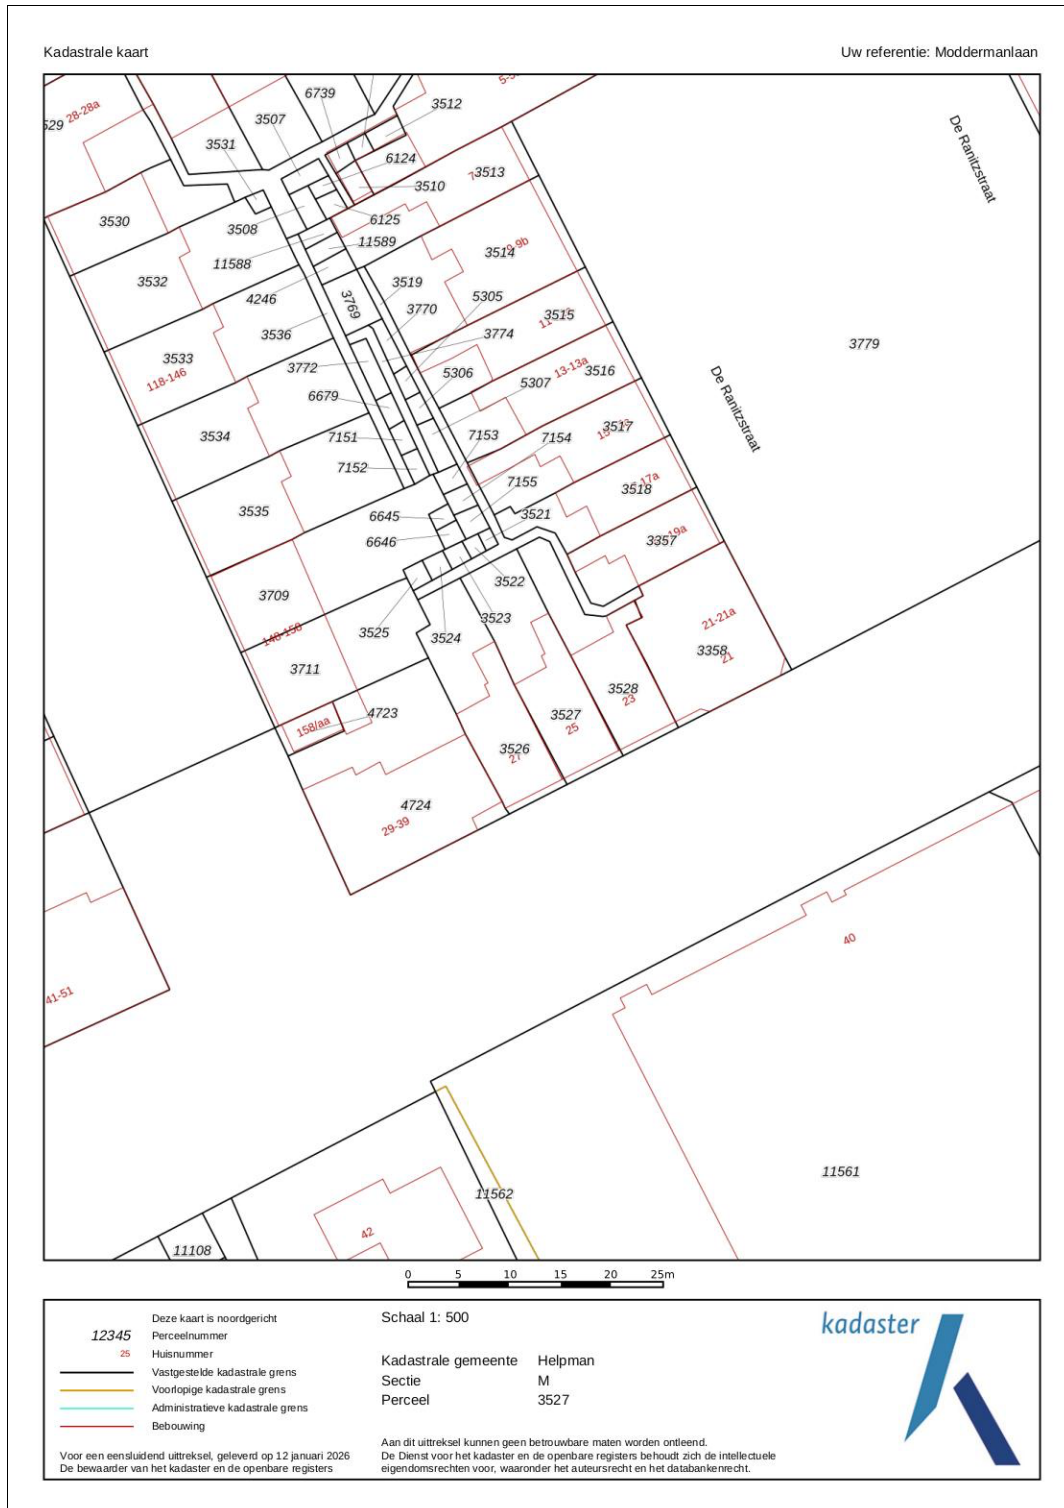 Kadastrale kaart
Uw referentie: Moddermanlaan
6739
3512
28-28a
3507
De Ranitzstraat
3531
6124
3513
3510
3530
6125
3508
11589
11588
3514
3532
3519
5305
4246
3769
3770
3515
3536
3774
3779
3533
3772
5306
13-13a
3516
118-146
5307
6679
De Ranitzstraat
3517
3534
7151
7153
7154
7152
7155
3518
3535
6645
3521
6646
3357
3522
3709
3523
21-21a
3525
3524
3358
21
3711
3528
23
4723
158/aa
3527
25
3526
27
4724
29-39
40
41-51
11561
11562
42
11108
0 5 10 15 20 25m
Deze kaart is noordgericht
12345 Perceelnummer
25 Huisnummer
Vastgestelde kadastrale grens
Voorlopige kadastrale grens
Administratieve kadastrale grens
Bebouwing
Voor een eensluidend uittreksel, geleverd op 12 januari 2026
De bewaarder van het kadaster en de openbare registers
Schaal 1: 500
Kadastrale gemeente Helpman
Sectie M
Perceel 3527
Aan dit uittreksel kunnen geen betrouwbare maten worden ontleend.
De Dienst voor het kadaster en de openbare registers behoudt zich de intellectuele
eigendomsrechten voor, waaronder het auteursrecht en het databankenrecht.
kadaster